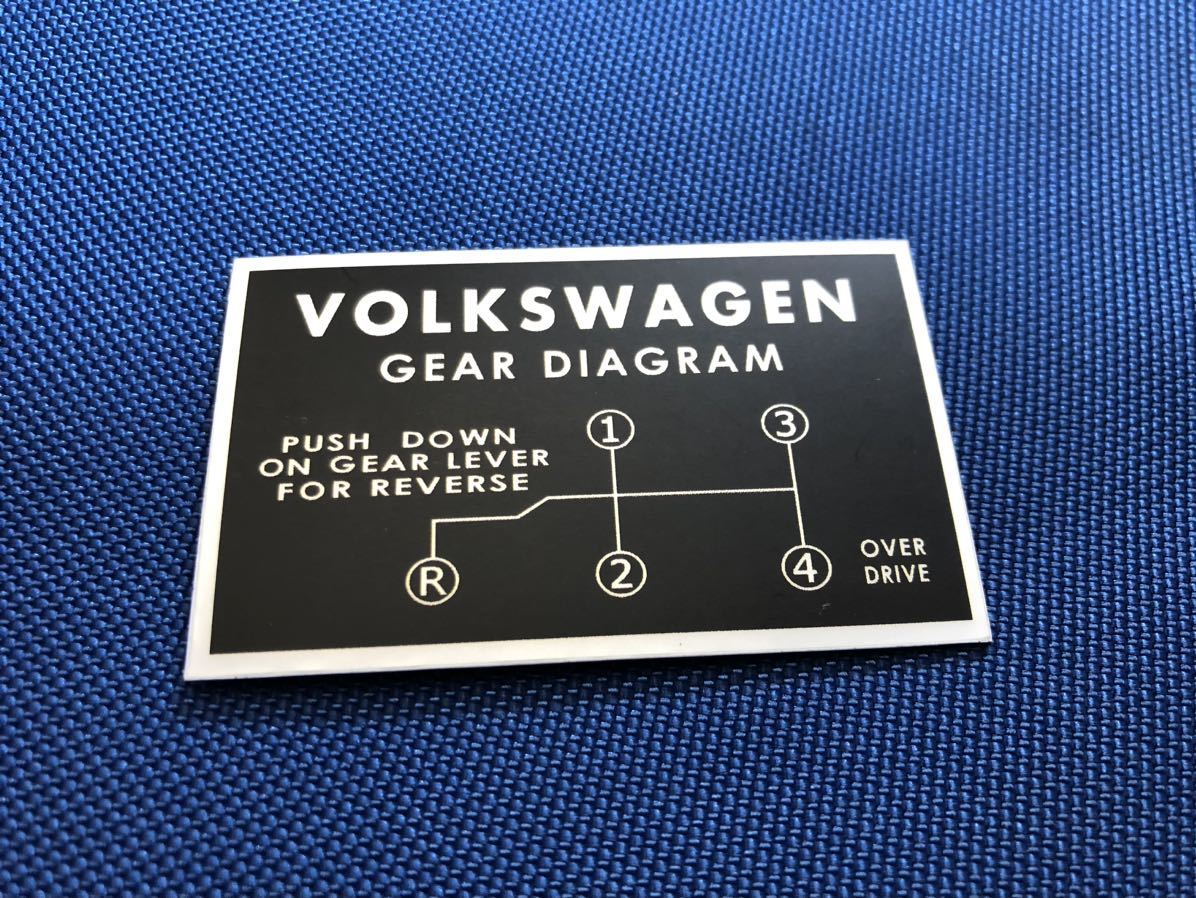 VOLKSWAGEN
GEAR DIAGRAM
PUSH DOWN
ON GEAR LEVER
FOR REVERSE
1
3
R
2
4
OVER
DRIVE